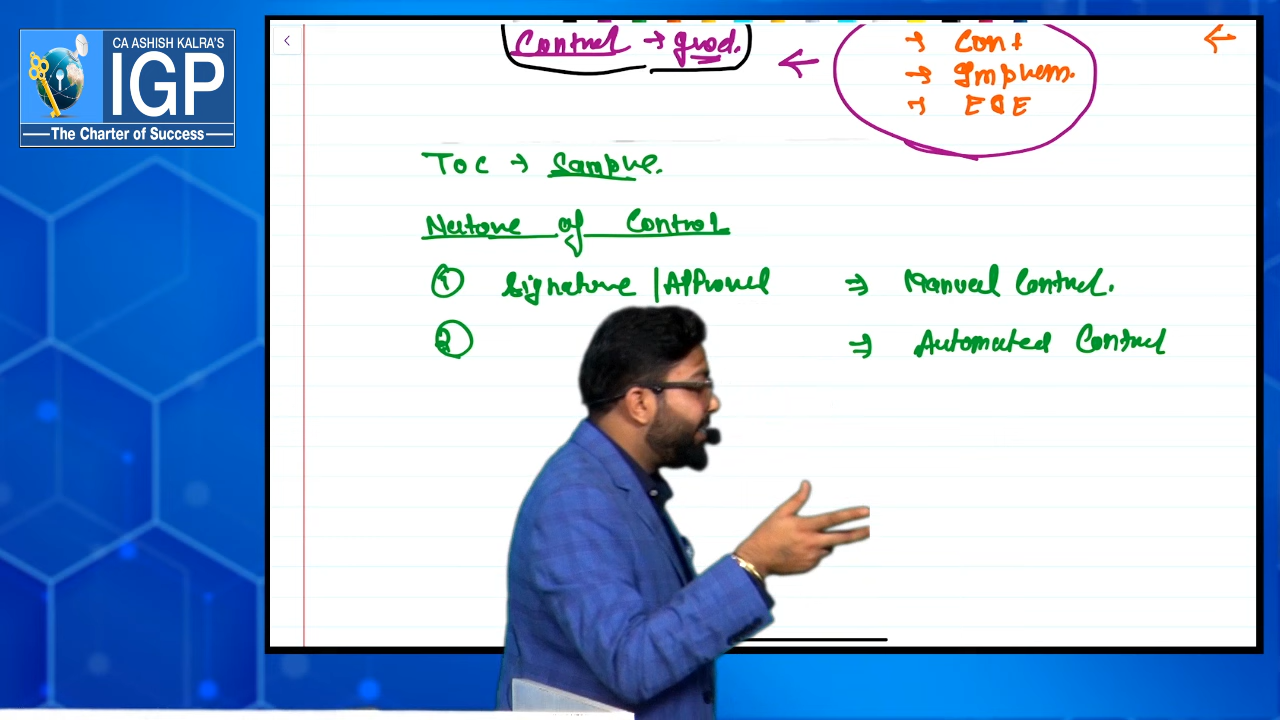 CA ASHISH KALRA'S
IGP
The Charter of Success
Control → good.
→ Cont
→ Implem.
→ EOE
TOC → Sample.
Nature of Control
① Signature / Approval ⇒ Manual Control.
② ⇒ Automated Control